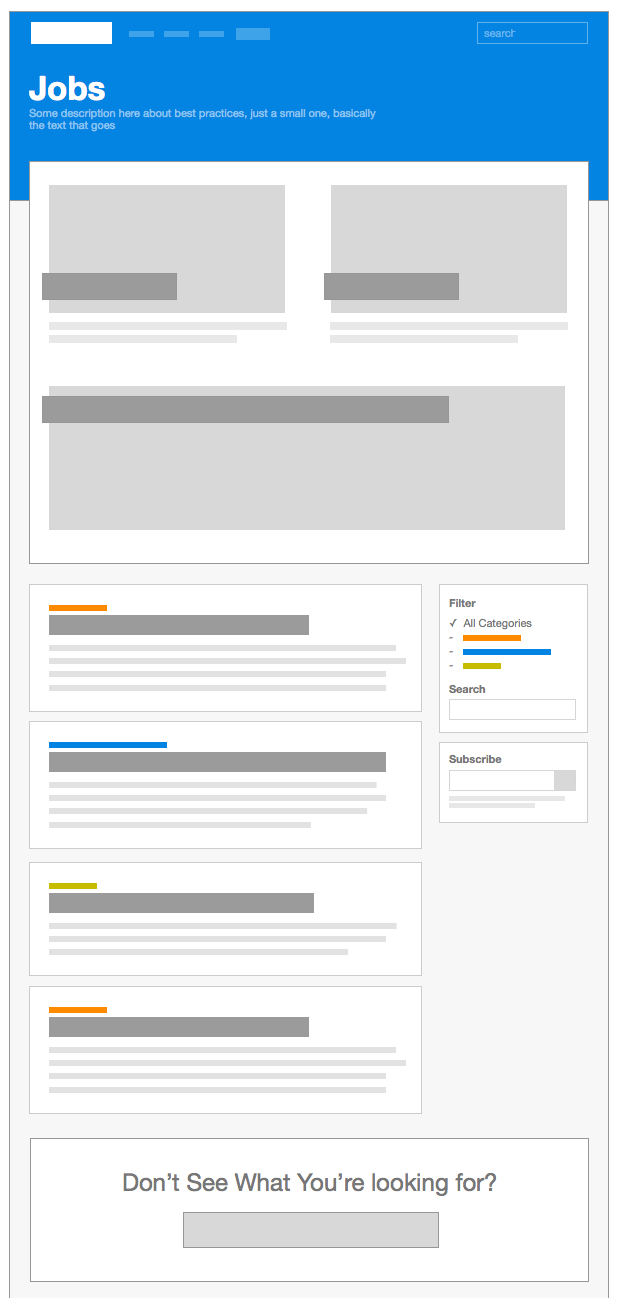 search
Jobs
Some description here about best practices, just a small one, basically
the text that goes
Filter
✓ All Categories
-
-
-
Search
Subscribe
Don’t See What You’re looking for?